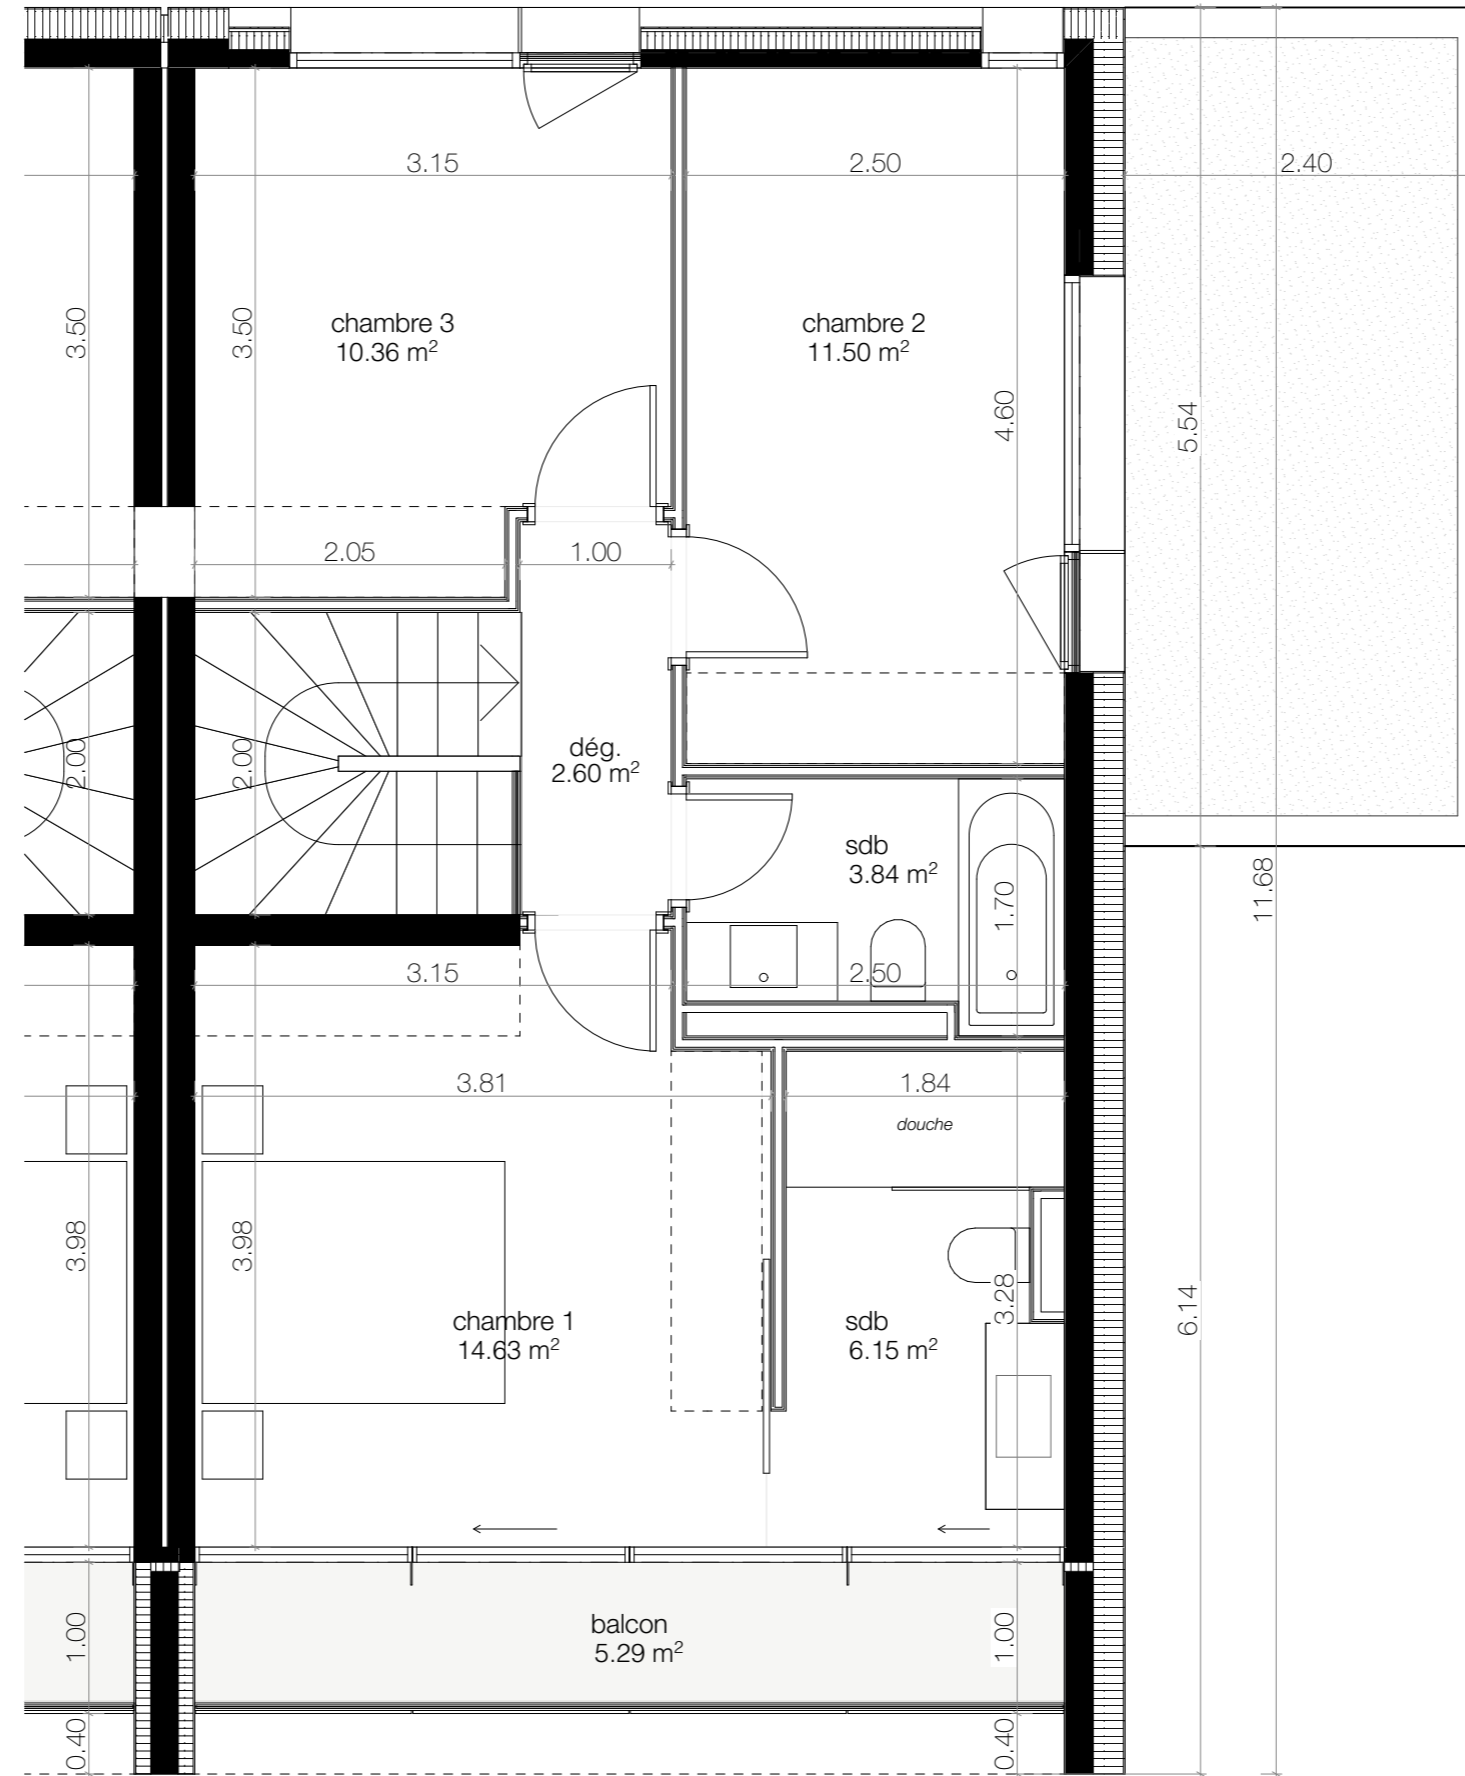 3.15
2.50
2.40
3.50
3.50
chambre 3
10.36 m²
chambre 2
11.50 m²
4.60
5.54
2.05
1.00
2.00
2.00
dég.
2.60 m²
sdb
3.84 m²
1.70
11.68
3.15
2.50
3.81
1.84
douche
3.98
3.98
3.28
6.14
chambre 1
14.63 m²
sdb
6.15 m²
1.00
balcon
5.29 m²
1.00
0.40
0.40